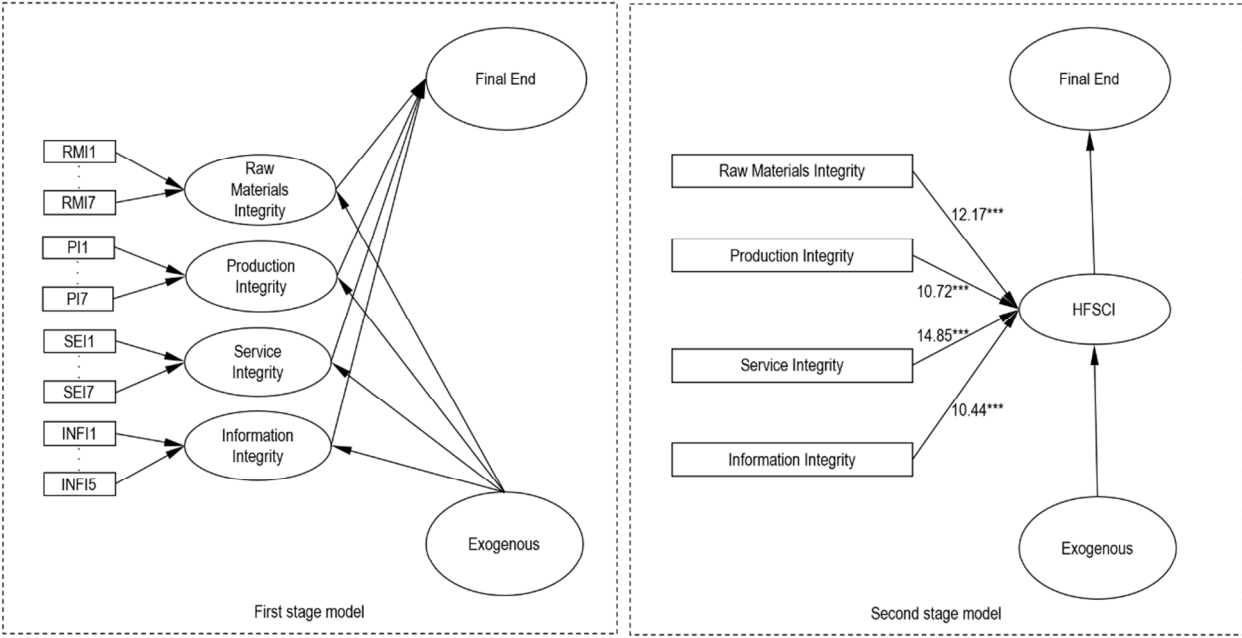 Final End
RMI1
RMI7
Raw
Materials
Integrity
PI1
PI7
Production
Integrity
SEI1
SEI7
Service
Integrity
INFI1
INFI5
Information
Integrity
Exogenous
First stage model
Final End
Raw Materials Integrity
12.17***
Production Integrity
10.72***
HFSCI
14.85***
Service Integrity
10.44***
Information Integrity
Exogenous
Second stage model